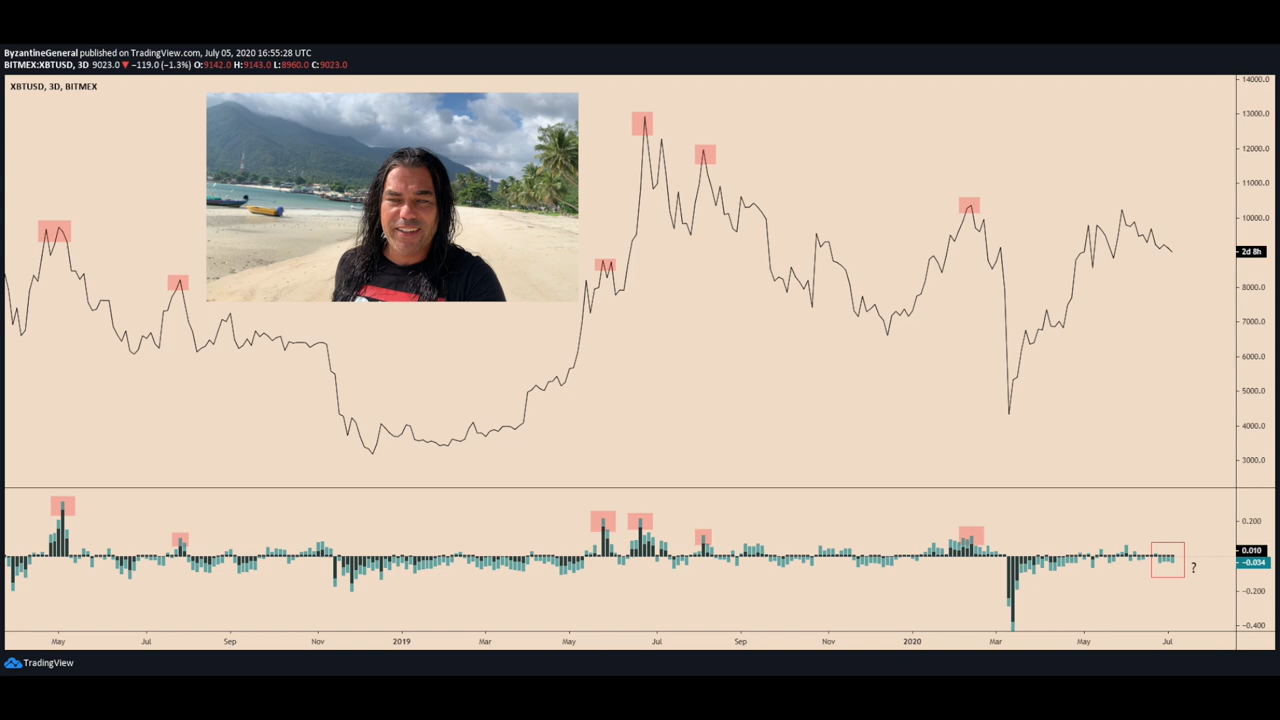 ByzantineGeneral published on TradingView.com, July 05, 2020 16:55:28 UTC
BITMEX:XBTUSD, 3D 9023.0 ▼ −119.0 (−1.3%) O:9142.0 H:9143.0 L:8960.0 C:9023.0
XBTUSD, 3D, BITMEX
14000.0
13000.0
12000.0
11000.0
10000.0
2d 8h
8000.0
7000.0
6000.0
5000.0
4000.0
3000.0
0.200
0.010
−0.034
?
−0.200
−0.400
May Jul Sep Nov 2019 Mar May Jul Sep Nov 2020 Mar May Jul
TradingView